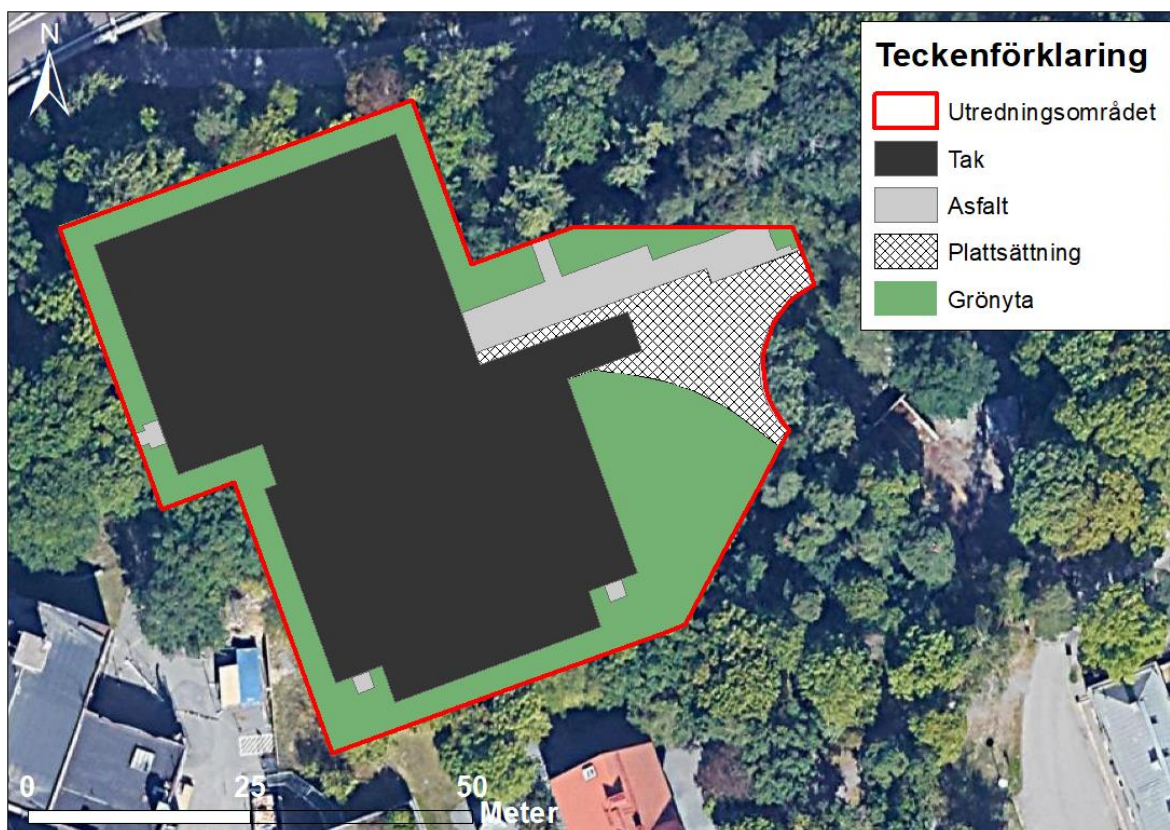 N
Teckenförklaring
Utredningsområdet
Tak
Asfalt
Plattsättning
Grönyta
0 25 50
Meter